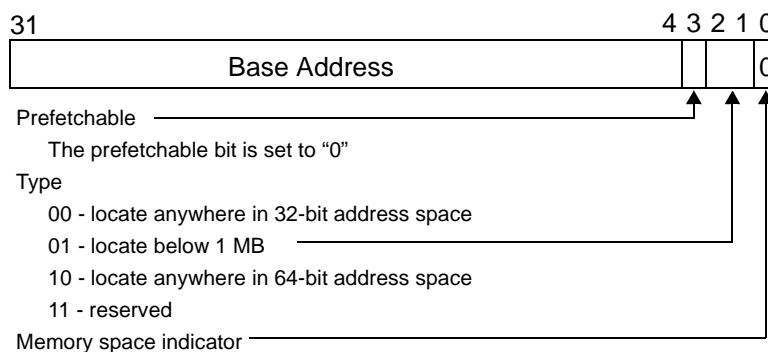 31 4 3 2 1 0
Base Address 0
Prefetchable
The prefetchable bit is set to “0”
Type
00 - locate anywhere in 32-bit address space
01 - locate below 1 MB
10 - locate anywhere in 64-bit address space
11 - reserved
Memory space indicator